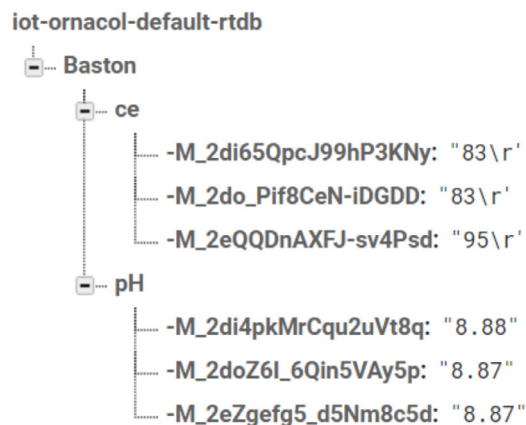 iot-ornacol-default-rtdb
Baston
ce
-M_2di65QpcJ99hP3KNy: "83\r'
-M_2do_Pif8CeN-iDGDD: "83\r'
-M_2eQQDnAXFJ-sv4Psd: "95\r'
pH
-M_2di4pkMrCqu2uVt8q: "8.88"
-M_2doZ6I_6Qin5VAy5p: "8.87"
-M_2eZgefg5_d5Nm8c5d: "8.87"